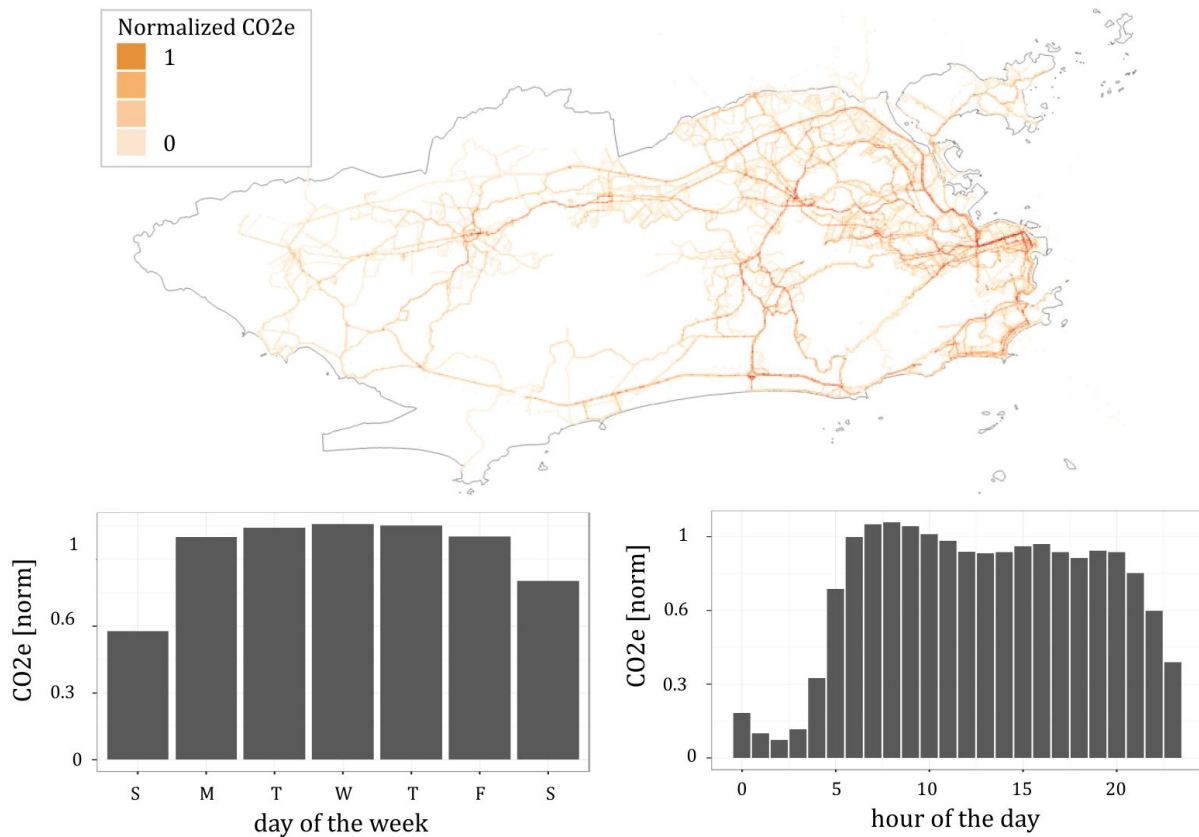 Normalized CO2e
1
0
CO2e [norm]
1
0.6
0.3
0
S M T W T F S
day of the week
CO2e [norm]
1
0.6
0.3
0
0 5 10 15 20
hour of the day